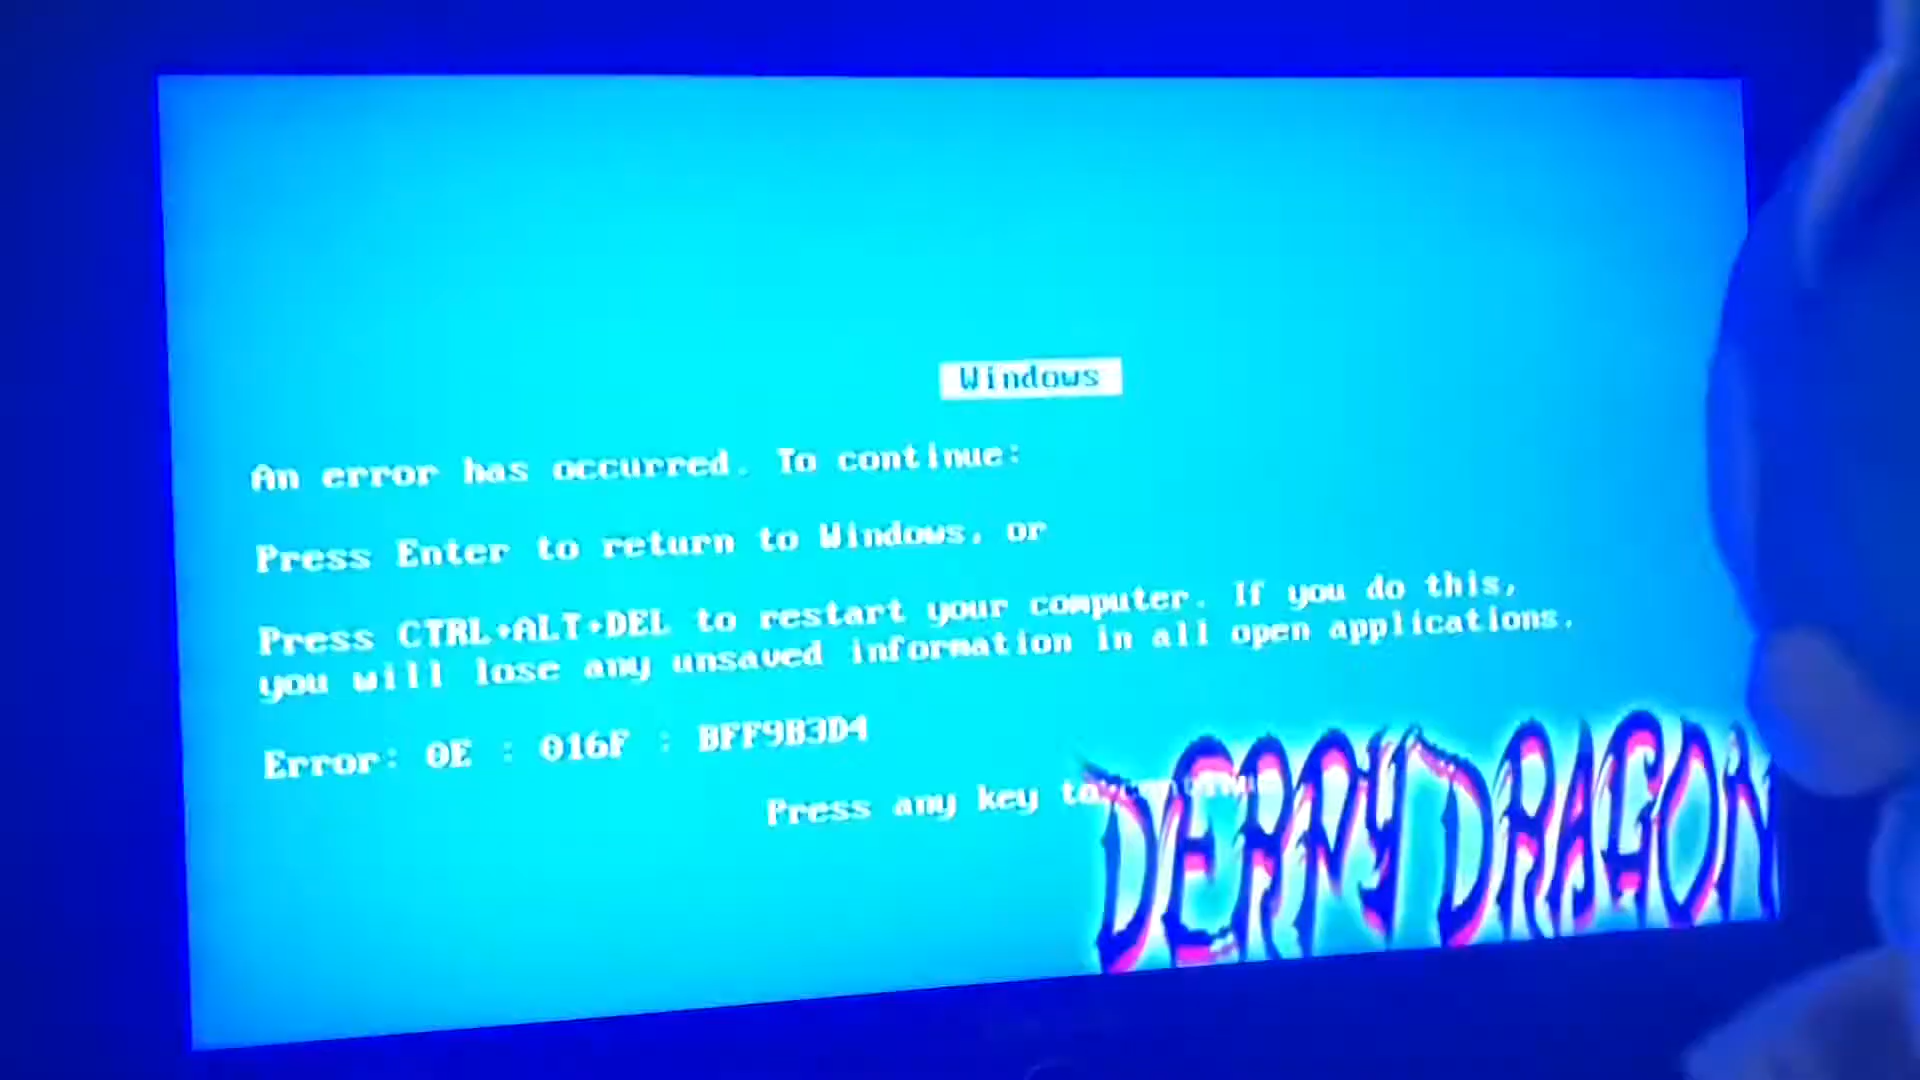 Windows
An error has occurred. To continue:
Press Enter to return to Windows, or
Press CTRL+ALT+DEL to restart your computer. If you do this,
you will lose any unsaved information in all open applications.
Error: 0E : 016F : BFF9B3D4
Press any key to continue
DERPY DRAGON